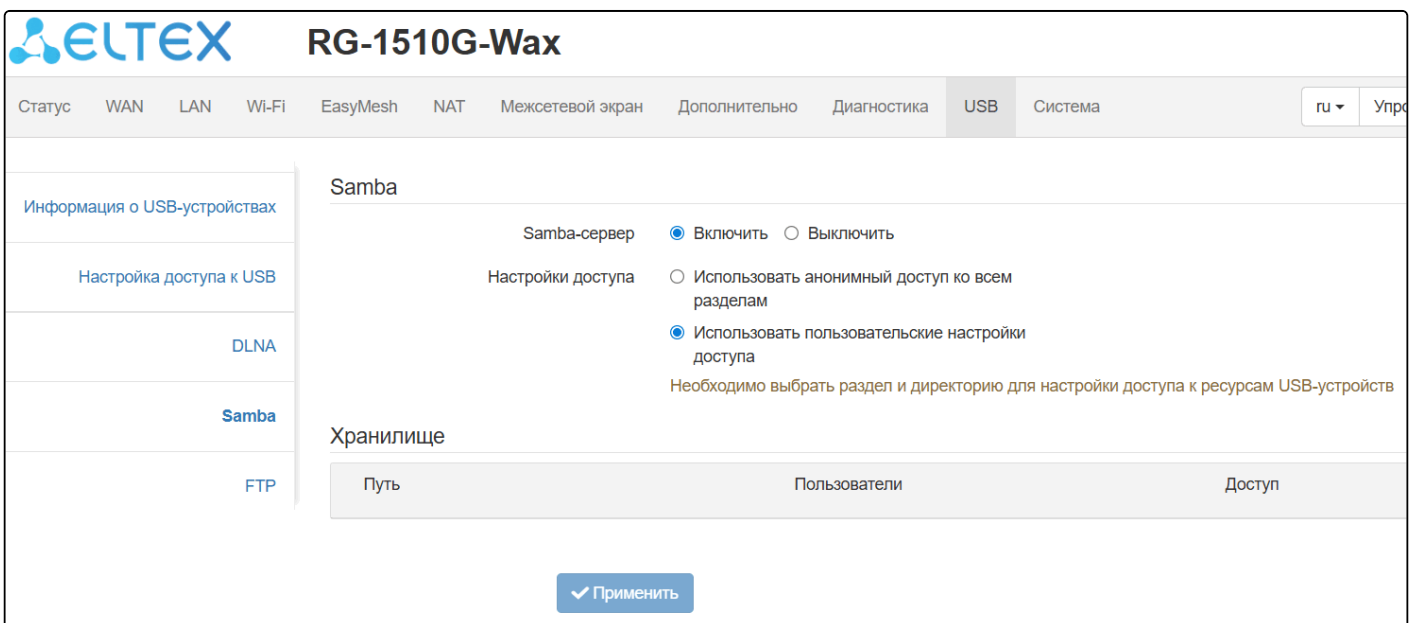 ELTEX RG-1510G-Wax
Статус WAN LAN Wi-Fi EasyMesh NAT Межсетевой экран Дополнительно Диагностика USB Система ru
Информация о USB-устройствах
Настройка доступа к USB
DLNA
Samba
FTP
Samba
Samba-сервер Включить Выключить
Настройки доступа Использовать анонимный доступ ко всем
разделам
Использовать пользовательские настройки
доступа
Необходимо выбрать раздел и директорию для настройки доступа к ресурсам USB-устройств
Хранилище
Путь Пользователи Доступ
Применить